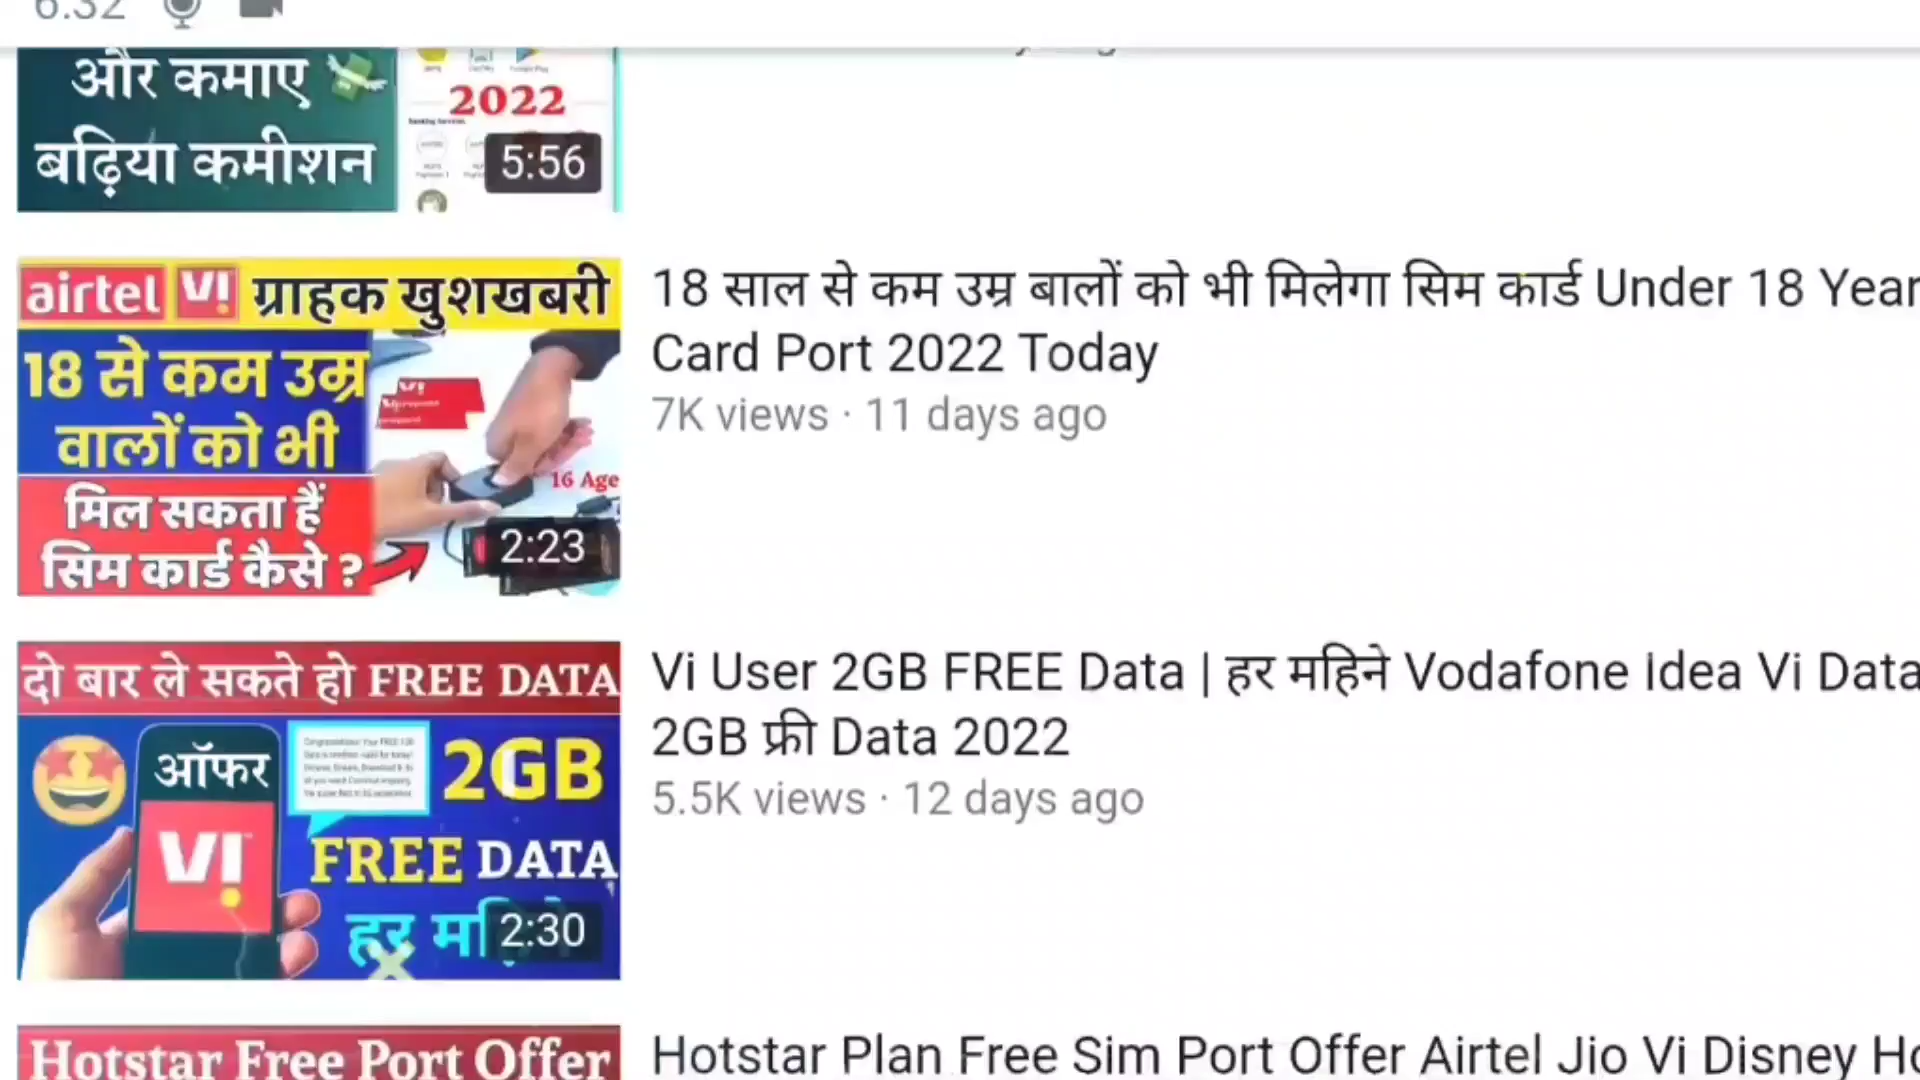 6:32
और कमाए
बढ़िया कमीशन
2022
5:56
airtel VI ग्राहक खुशखबरी
18 से कम उम्र
वालों को भी
मिल सकता हैं
सिम कार्ड कैसे ?
VI
16 Age
2:23
18 साल से कम उम्र बालों को भी मिलेगा सिम कार्ड Under 18 Year
Card Port 2022 Today
7K views · 11 days ago
दो बार ले सकते हो FREE DATA
ऑफर
VI
2GB
FREE DATA
हर
2:30
Vi User 2GB FREE Data | हर महिने Vodafone idea Vi Data
2GB फ्री Data 2022
5.5K views · 12 days ago
Hotstar Free Port Offer
Hotstar Plan Free Sim Port Offer Airtel Jio Vi Disney